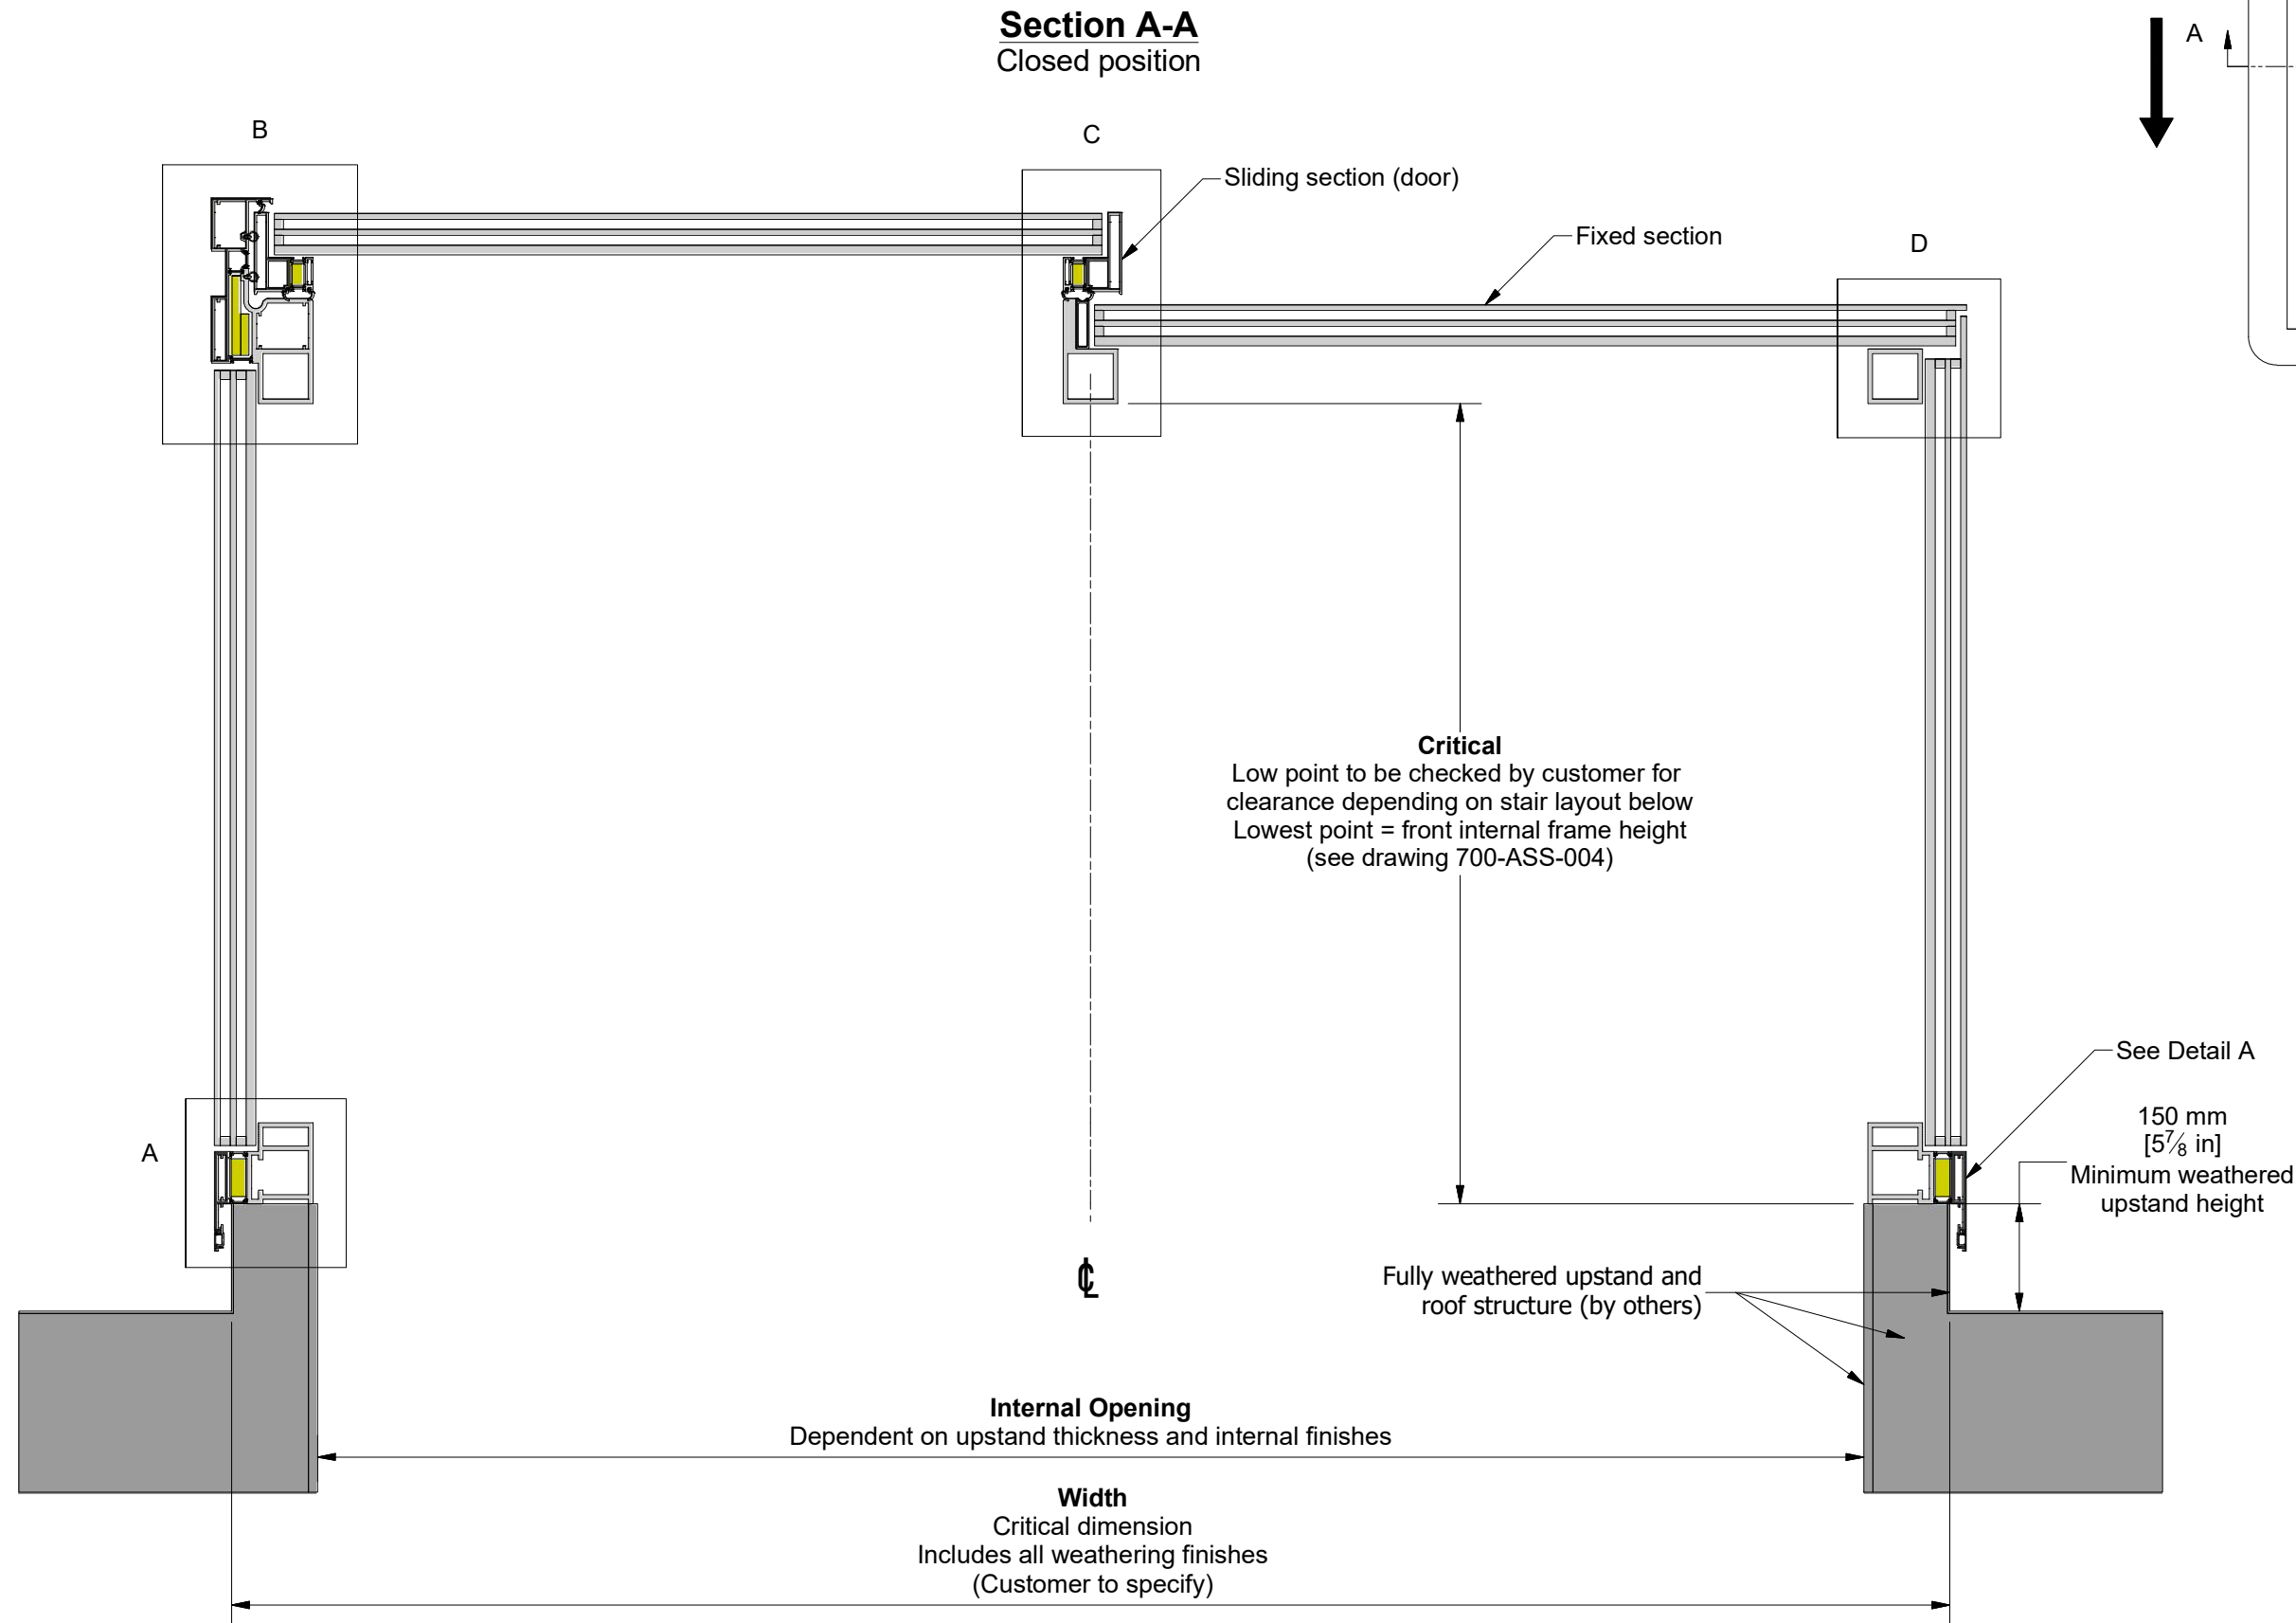 Section A-A
Closed position
A
B
C
Sliding section (door)
Fixed section
D
Critical
Low point to be checked by customer for
clearance depending on stair layout below
Lowest point = front internal frame height
(see drawing 700-ASS-004)
See Detail A
A
150 mm
[5⅞ in]
Minimum weathered
upstand height
℄
Fully weathered upstand and
roof structure (by others)
Internal Opening
Dependent on upstand thickness and internal finishes
Width
Critical dimension
Includes all weathering finishes
(Customer to specify)